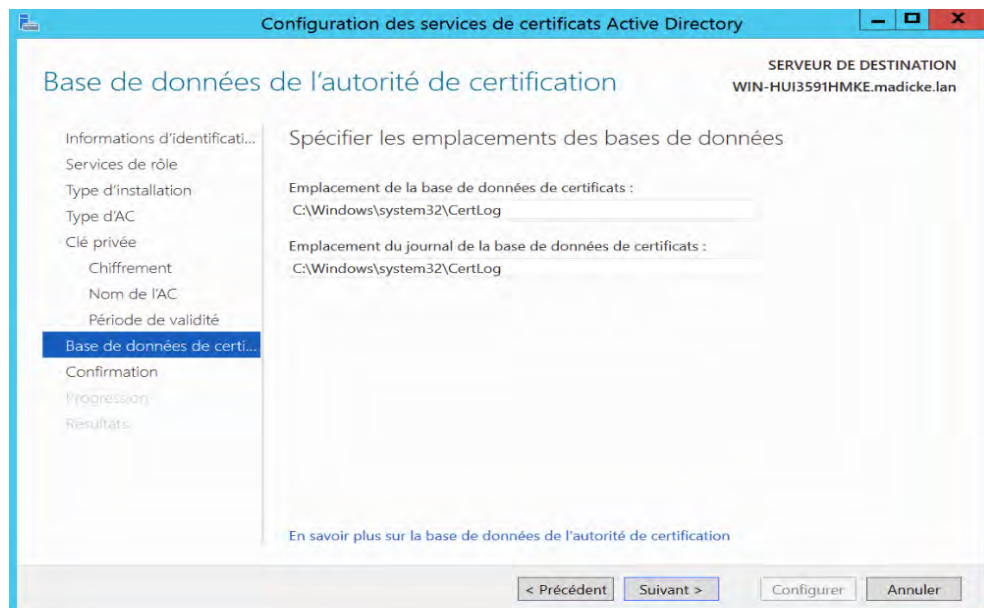 Configuration des services de certificats Active Directory
Base de données de l'autorité de certification
SERVEUR DE DESTINATION
WIN-HUI3591HMKE.madicke.lan
Informations d'identificati...
Services de rôle
Type d'installation
Type d'AC
Clé privée
Chiffrement
Nom de l'AC
Période de validité
Base de données de certi...
Confirmation
Progression
Résultats
Spécifier les emplacements des bases de données
Emplacement de la base de données de certificats :
C:\Windows\system32\CertLog
Emplacement du journal de la base de données de certificats :
C:\Windows\system32\CertLog
En savoir plus sur la base de données de l'autorité de certification
< Précédent
Suivant >
Configurer
Annuler